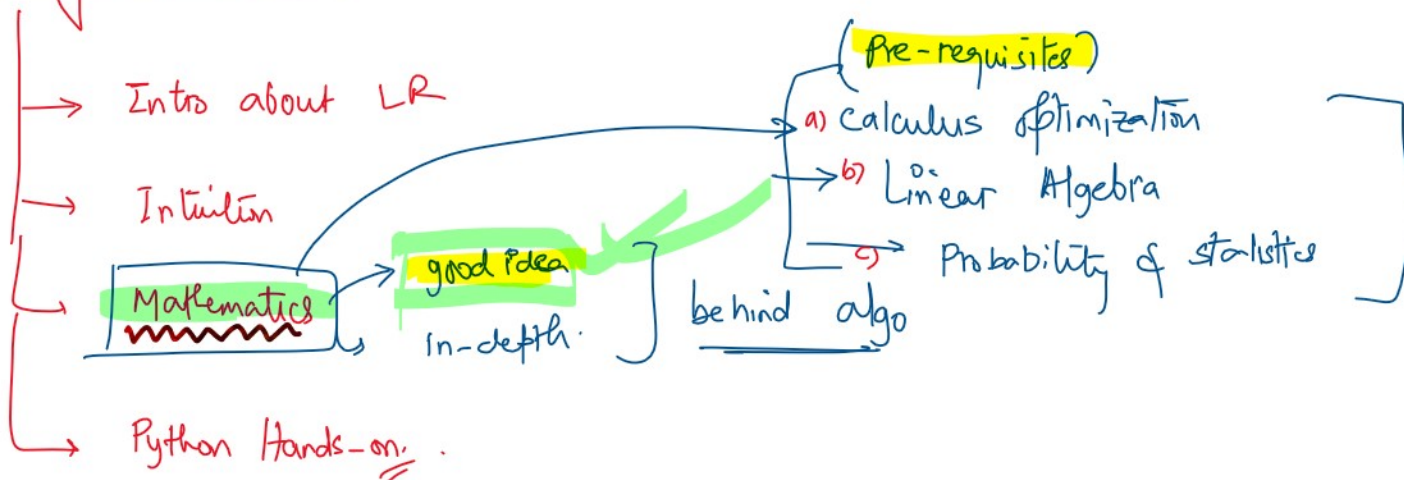 (Pre-requisites)
Intro about LR
a) Calculus Optimization
b) Linear Algebra
Intuition
c) Probability & statistics
Mathematics
good idea
in-depth.
behind algo
Python Hands-on.